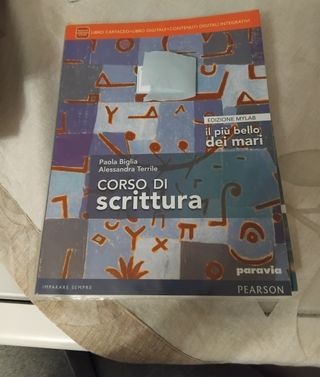 LIBRO CARTACEO+LIBRO DIGITALE+CONTENUTI DIGITALI INTEGRATIVI
EDIZIONE MYLAB
il più bello
dei mari
Paola Biglia
Alessandra Terrile
CORSO DI
scrittura
paravia
IMPARARE SEMPRE
PEARSON